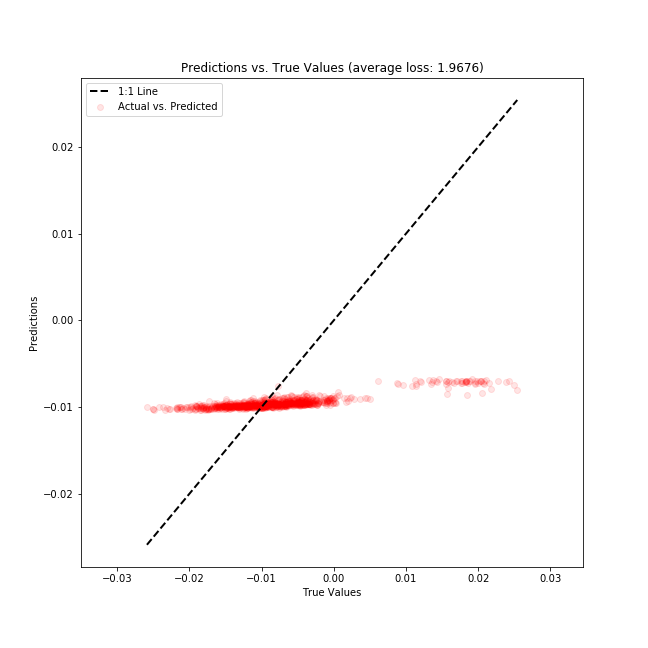 Predictions vs. True Values (average loss: 1.9676)
1:1 Line
Actual vs. Predicted
0.02
0.01
0.00
−0.01
−0.02
Predictions
−0.03
−0.02
−0.01
0.00
0.01
0.02
0.03
True Values